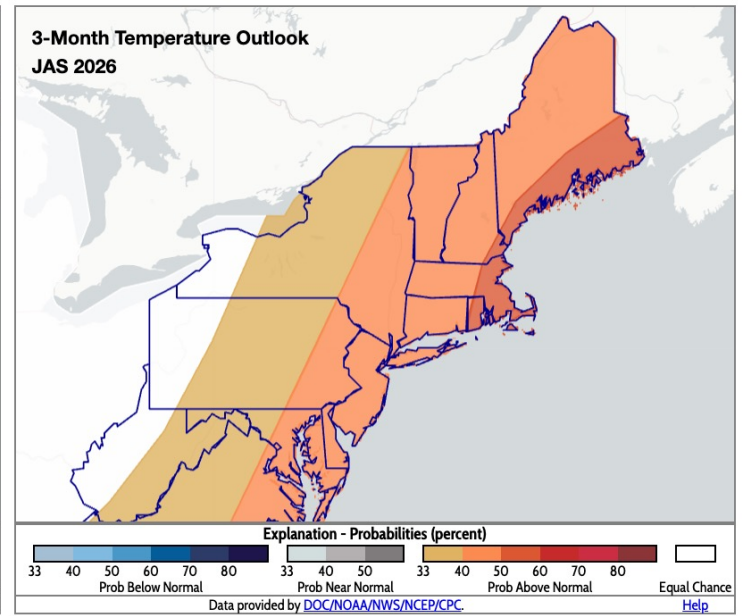 3-Month Temperature Outlook
JAS 2026
Explanation - Probabilities (percent)
33 40 50 60 70 80 33 40 50 33 40 50 60 70 80
Prob Below Normal Prob Near Normal Prob Above Normal Equal Chance
Data provided by DOC/NOAA/NWS/NCEP/CPC. Help